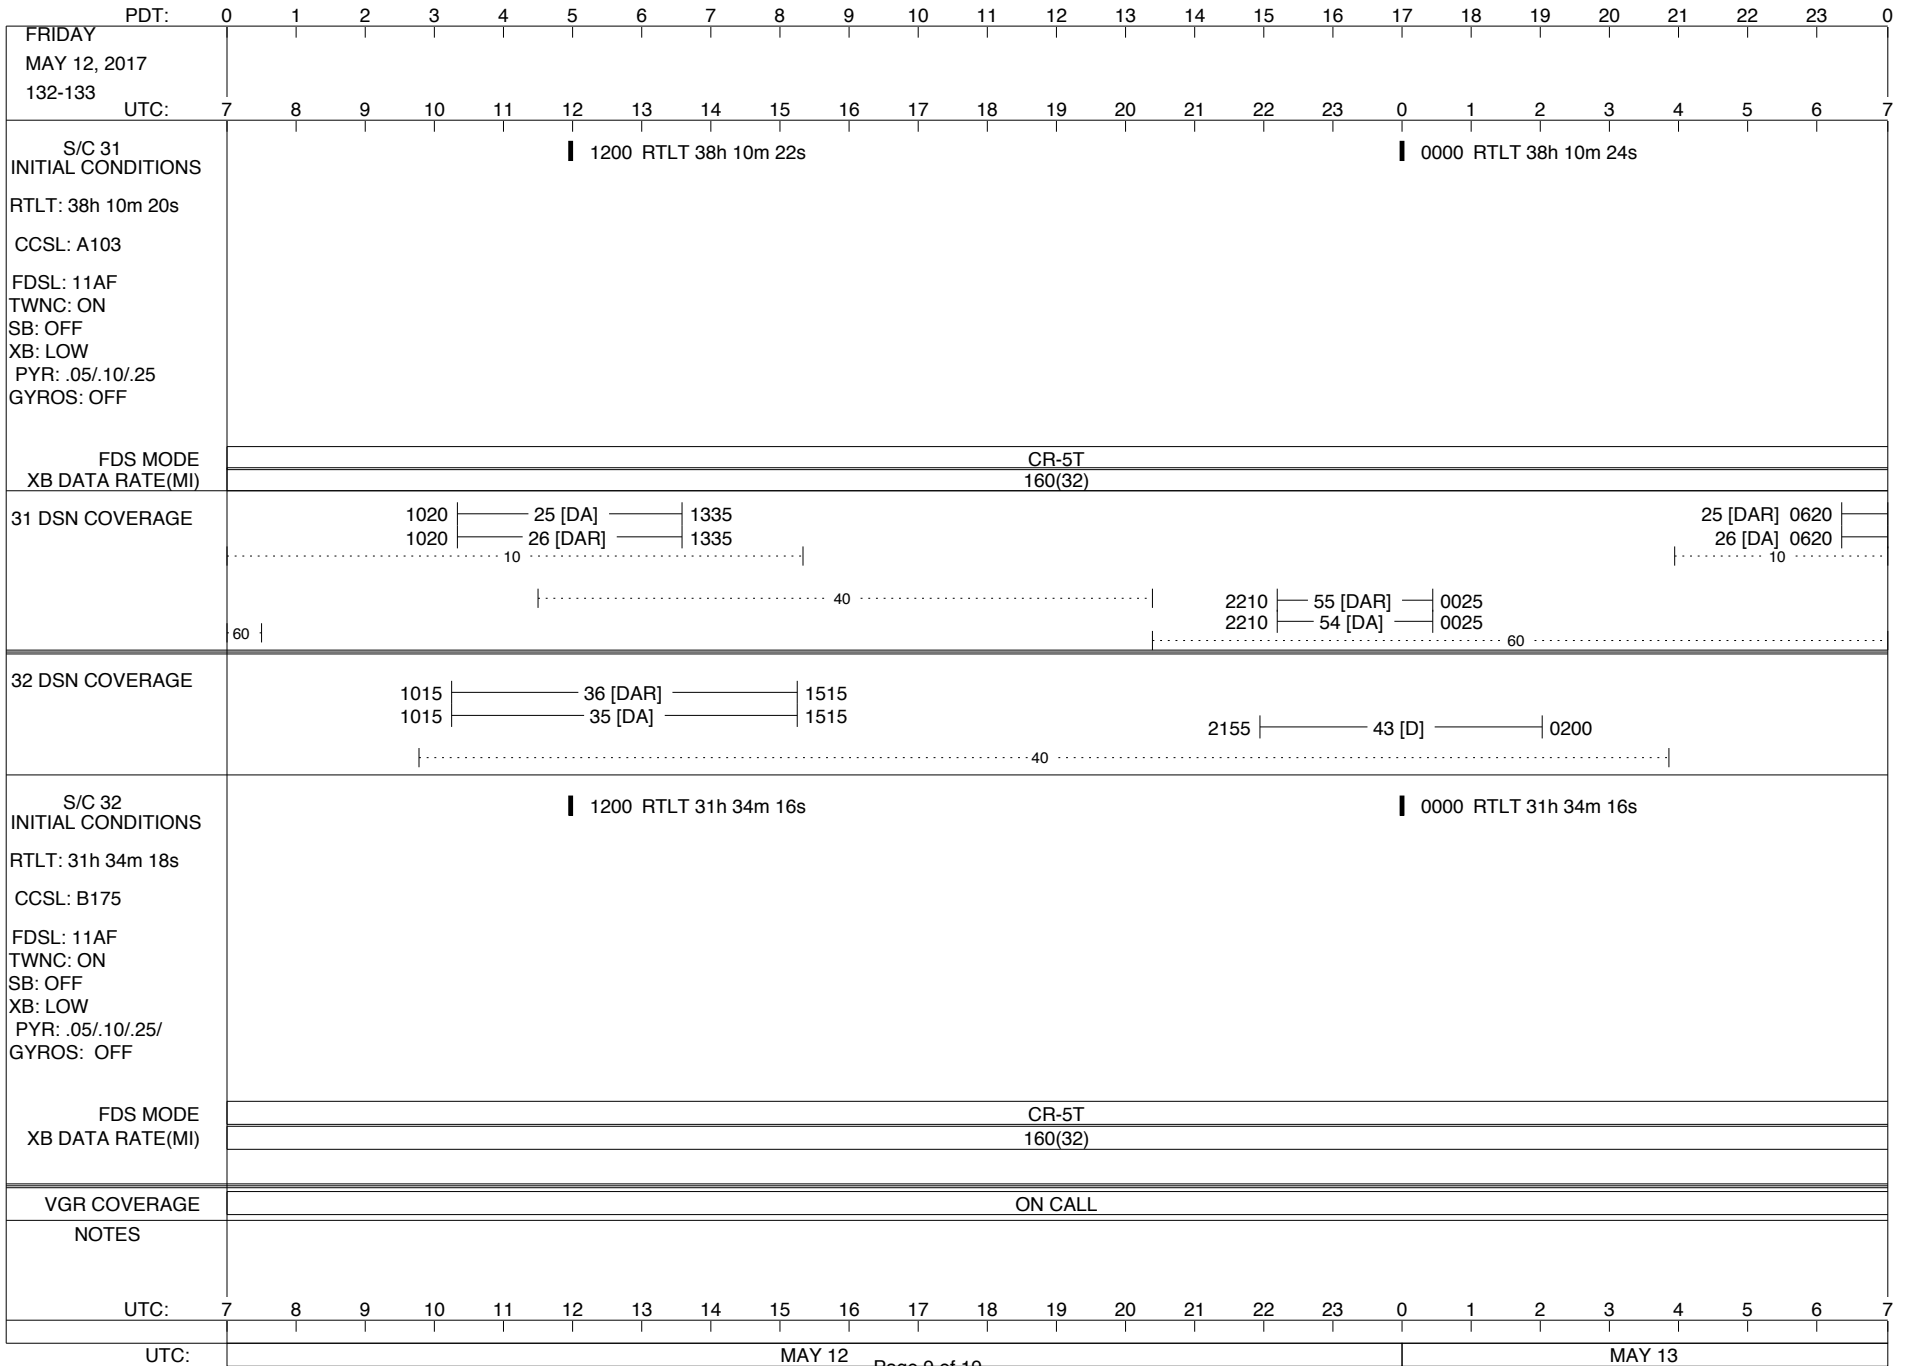 PDT: 0 1 2 3 4 5 6 7 8 9 10 11 12 13 14 15 16 17 18 19 20 21 22 23 0
FRIDAY
MAY 12, 2017
132-133
UTC: 7 8 9 10 11 12 13 14 15 16 17 18 19 20 21 22 23 0 1 2 3 4 5 6 7
S/C 31
INITIAL CONDITIONS
1200 RTLT 38h 10m 22s
0000 RTLT 38h 10m 24s
RTLT: 38h 10m 20s
CCSL: A103
FDSL: 11AF
TWNC: ON
SB: OFF
XB: LOW
PYR: .05/.10/.25
GYROS: OFF
FDS MODE CR-5T
XB DATA RATE(MI) 160(32)
31 DSN COVERAGE
1020 25 [DA] 1335
25 [DAR] 0620
1020 26 [DAR] 1335
26 [DA] 0620
10
10
40
2210 55 [DAR] 0025
2210 54 [DA] 0025
60
60
32 DSN COVERAGE
1015 36 [DAR] 1515
1015 35 [DA] 1515
2155 43 [D] 0200
40
S/C 32
INITIAL CONDITIONS
1200 RTLT 31h 34m 16s
0000 RTLT 31h 34m 16s
RTLT: 31h 34m 18s
CCSL: B175
FDSL: 11AF
TWNC: ON
SB: OFF
XB: LOW
PYR: .05/.10/.25/
GYROS: OFF
FDS MODE CR-5T
XB DATA RATE(MI) 160(32)
VGR COVERAGE ON CALL
NOTES
UTC: 7 8 9 10 11 12 13 14 15 16 17 18 19 20 21 22 23 0 1 2 3 4 5 6 7
UTC: MAY 12 MAY 13